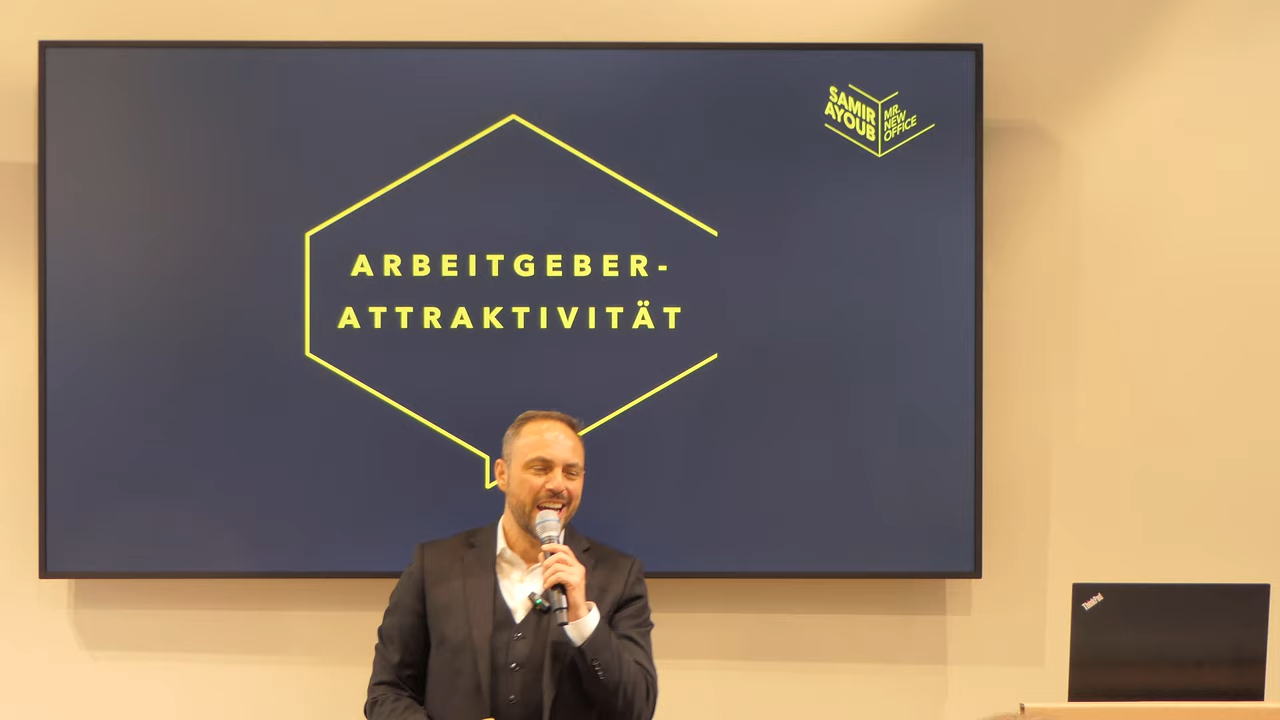 SAMIR
AYOUB
MR.
NEW
OFFICE
ARBEITGEBER-
ATTRAKTIVITÄT
ThinkPad